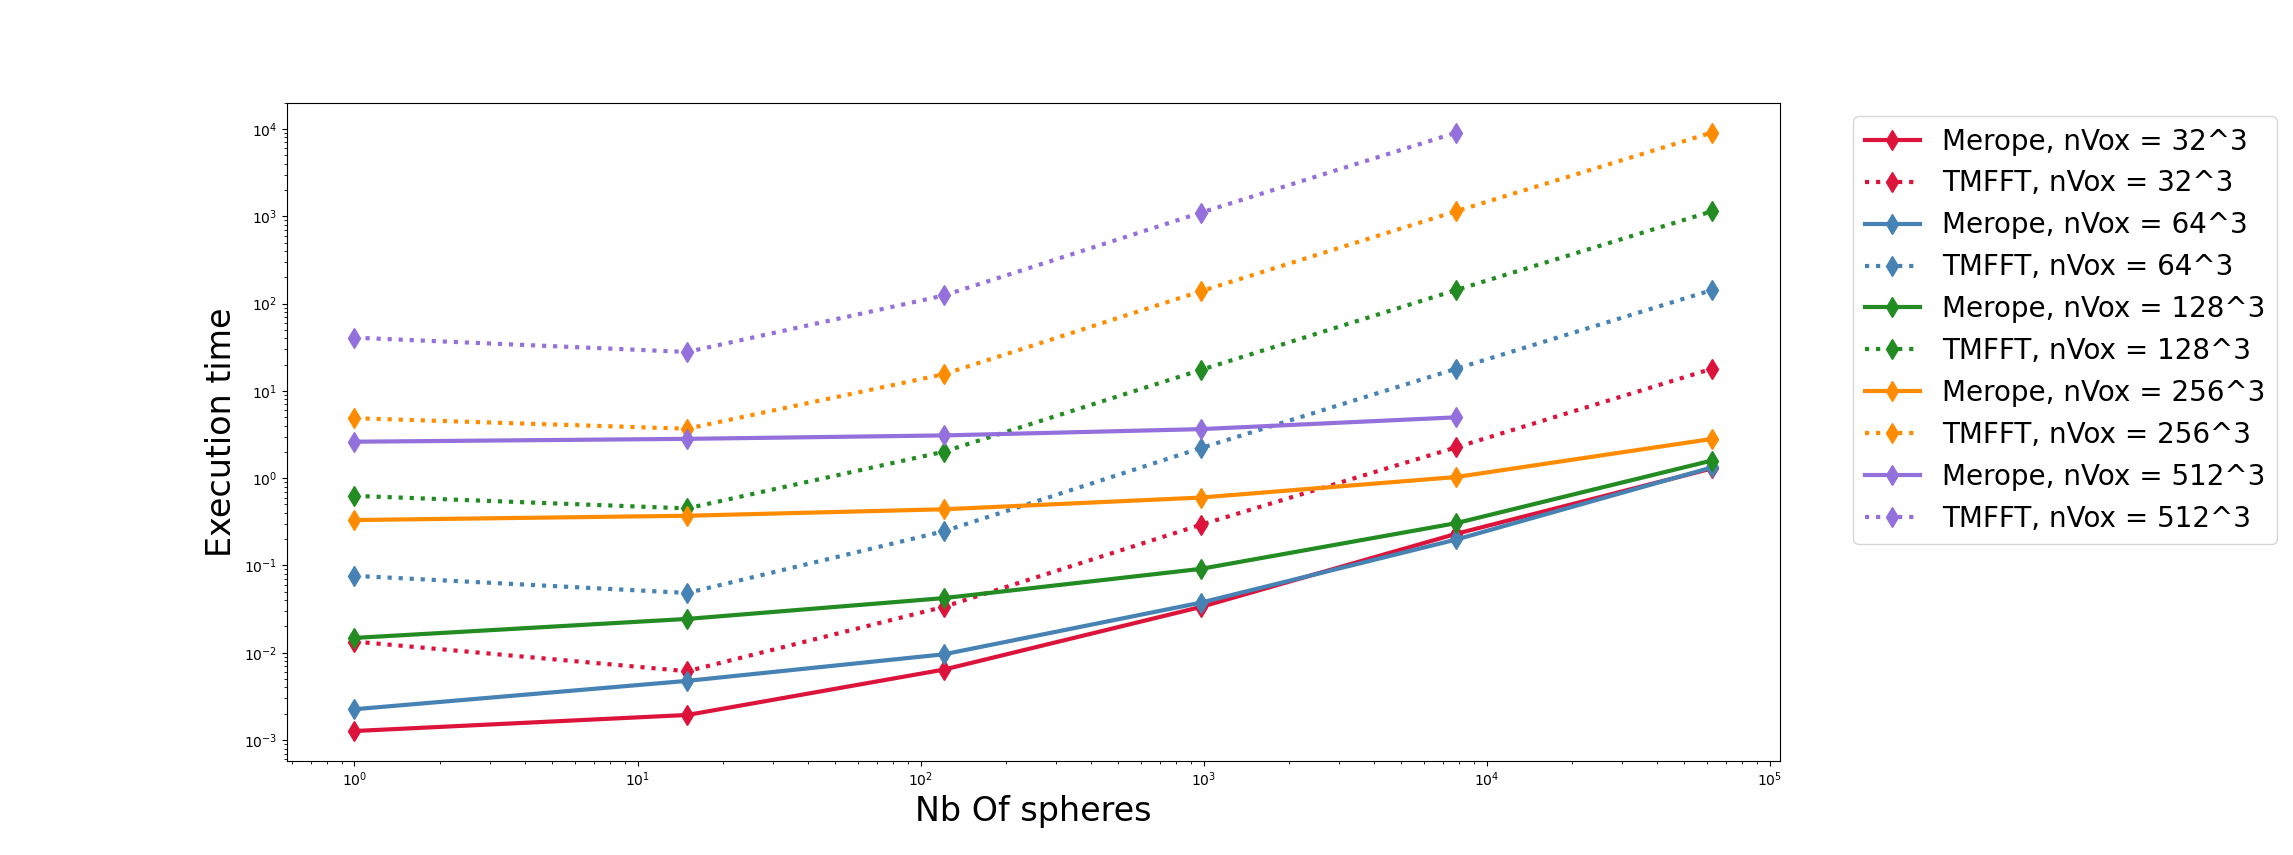 10^4
10^3
10^2
10^1
10^0
10^-1
10^-2
10^-3
Execution time
10^0 10^1 10^2 10^3 10^4 10^5
Nb Of spheres
Merope, nVox = 32^3
TMFFT, nVox = 32^3
Merope, nVox = 64^3
TMFFT, nVox = 64^3
Merope, nVox = 128^3
TMFFT, nVox = 128^3
Merope, nVox = 256^3
TMFFT, nVox = 256^3
Merope, nVox = 512^3
TMFFT, nVox = 512^3